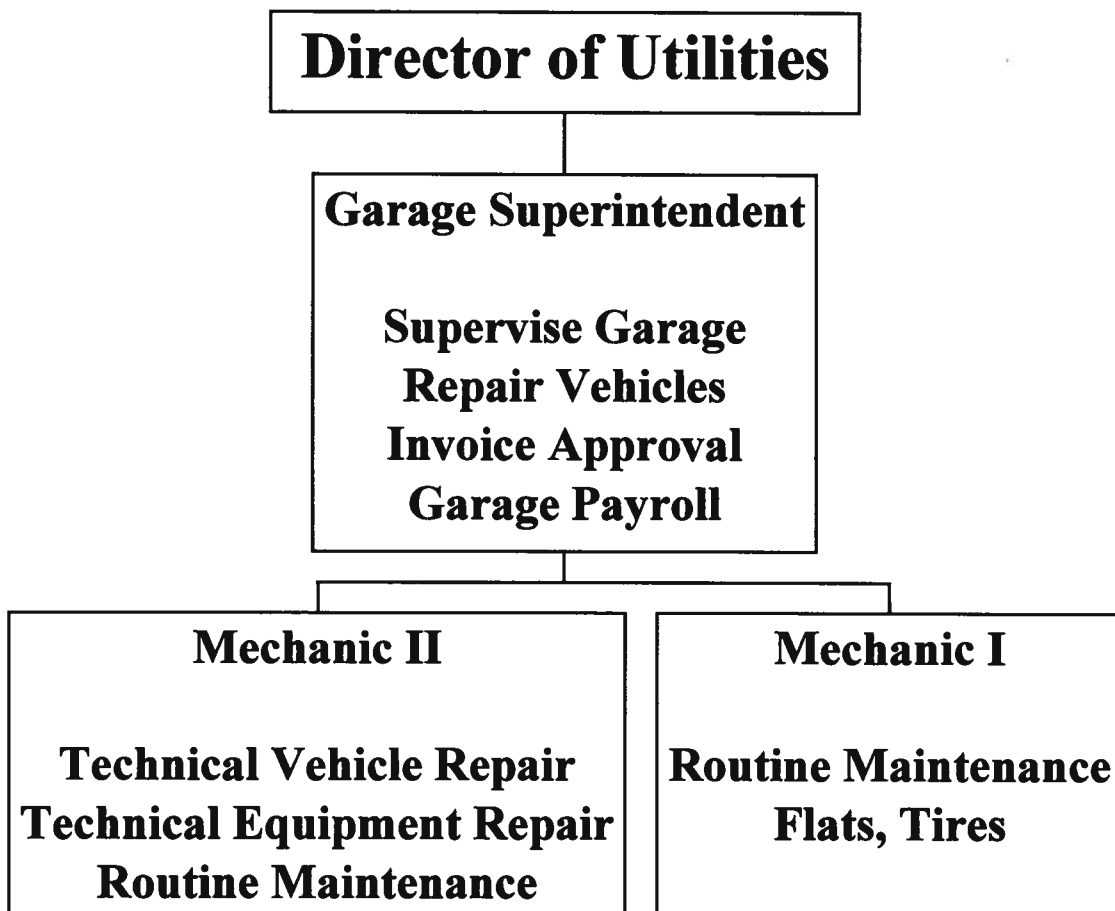 Director of Utilities
Garage Superintendent
Supervise Garage
Repair Vehicles
Invoice Approval
Garage Payroll
Mechanic II
Technical Vehicle Repair
Technical Equipment Repair
Routine Maintenance
Mechanic I
Routine Maintenance
Flats, Tires